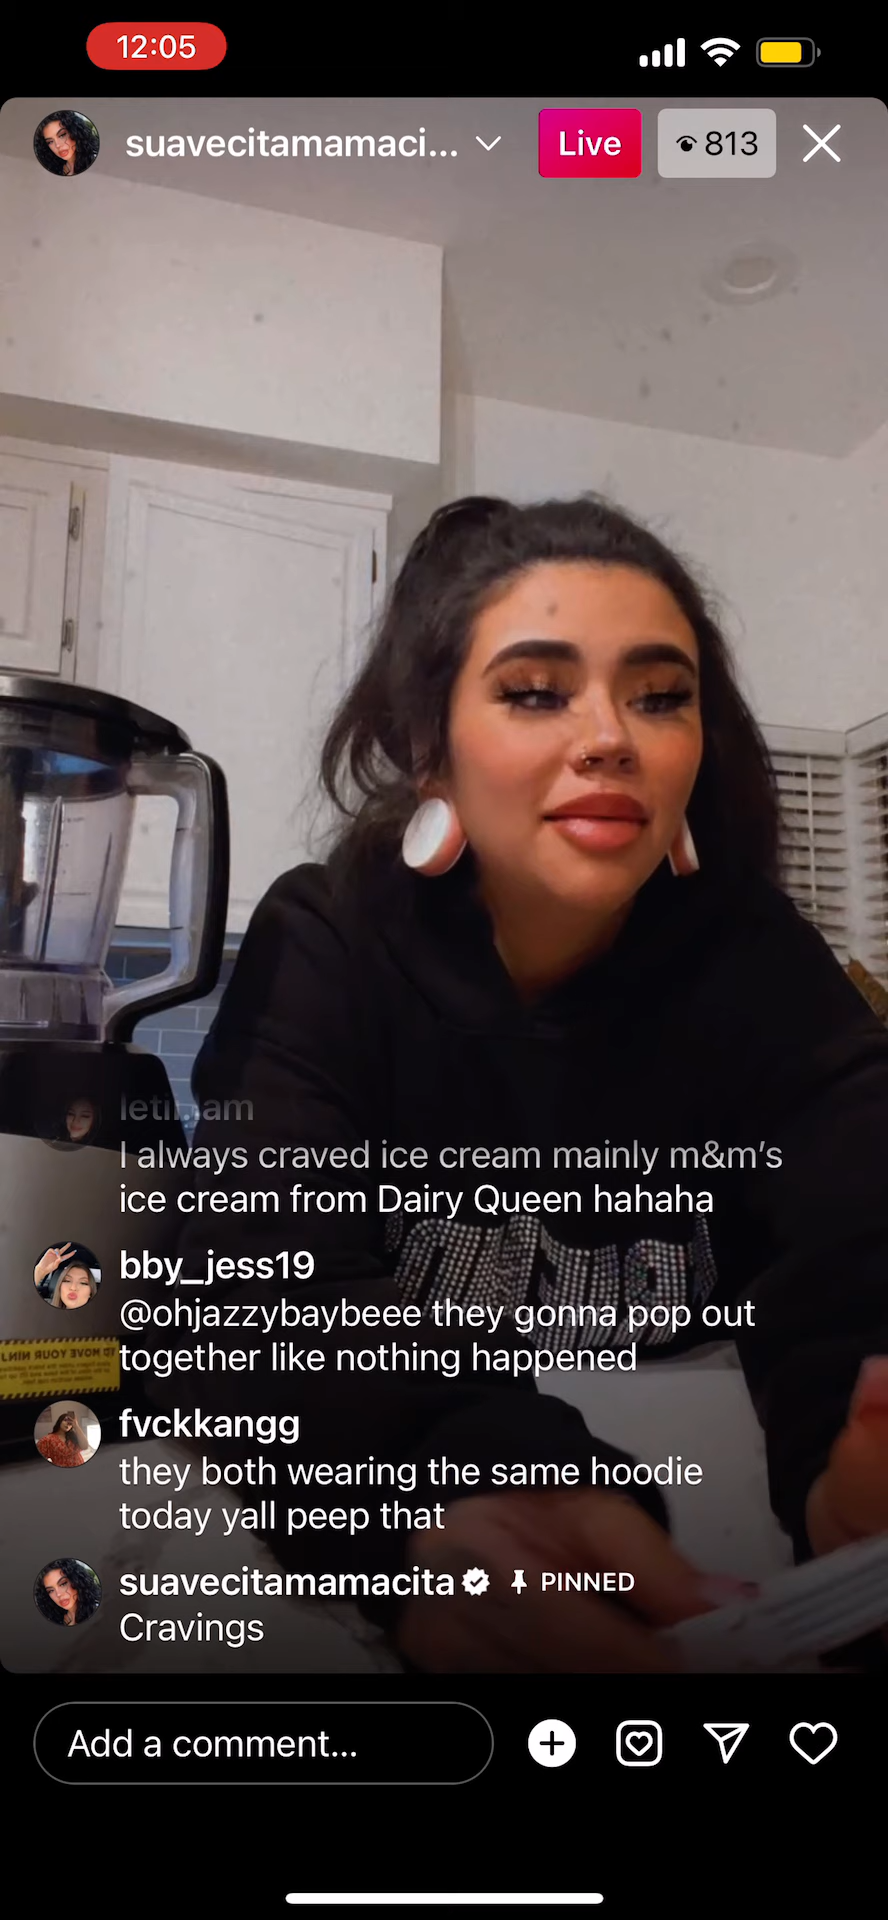 12:05
suavecitamamaci...
Live
813
I always craved ice cream mainly m&m's
ice cream from Dairy Queen hahaha
bby_jess19
@ohjazzybaybeee they gonna pop out
together like nothing happened
fvckkangg
they both wearing the same hoodie
today yall peep that
suavecitamamacita PINNED
Cravings
Add a comment...